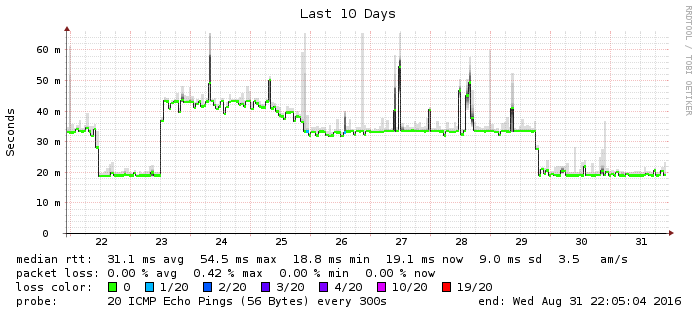 Last 10 Days
RRDTOOL / TOBI OETIKER
Seconds
60 m
50 m
40 m
30 m
20 m
10 m
0
22 23 24 25 26 27 28 29 30 31
median rtt: 31.1 ms avg 54.5 ms max 18.8 ms min 19.1 ms now 9.0 ms sd 3.5 am/s
packet loss: 0.00 % avg 0.42 % max 0.00 % min 0.00 % now
loss color: 0 1/20 2/20 3/20 4/20 10/20 19/20
probe: 20 ICMP Echo Pings (56 Bytes) every 300s end: Wed Aug 31 22:05:04 2016